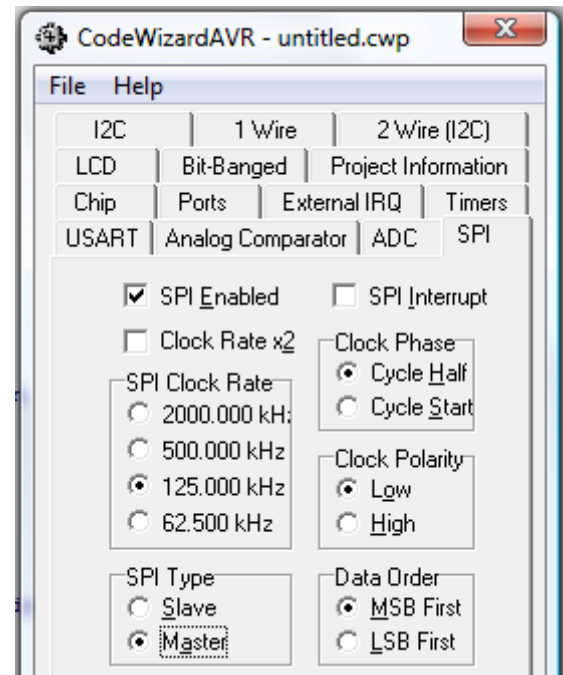 CodeWizardAVR - untitled.cwp
File Help
I2C 1 Wire 2 Wire (I2C)
LCD Bit-Banged Project Information
Chip Ports External IRQ Timers
USART Analog Comparator ADC SPI
SPI Enabled
SPI Interrupt
Clock Rate x2
SPI Clock Rate
2000.000 kH
500.000 kHz
125.000 kHz
62.500 kHz
Clock Phase
Cycle Half
Cycle Start
Clock Polarity
Low
High
SPI Type
Slave
Master
Data Order
MSB First
LSB First